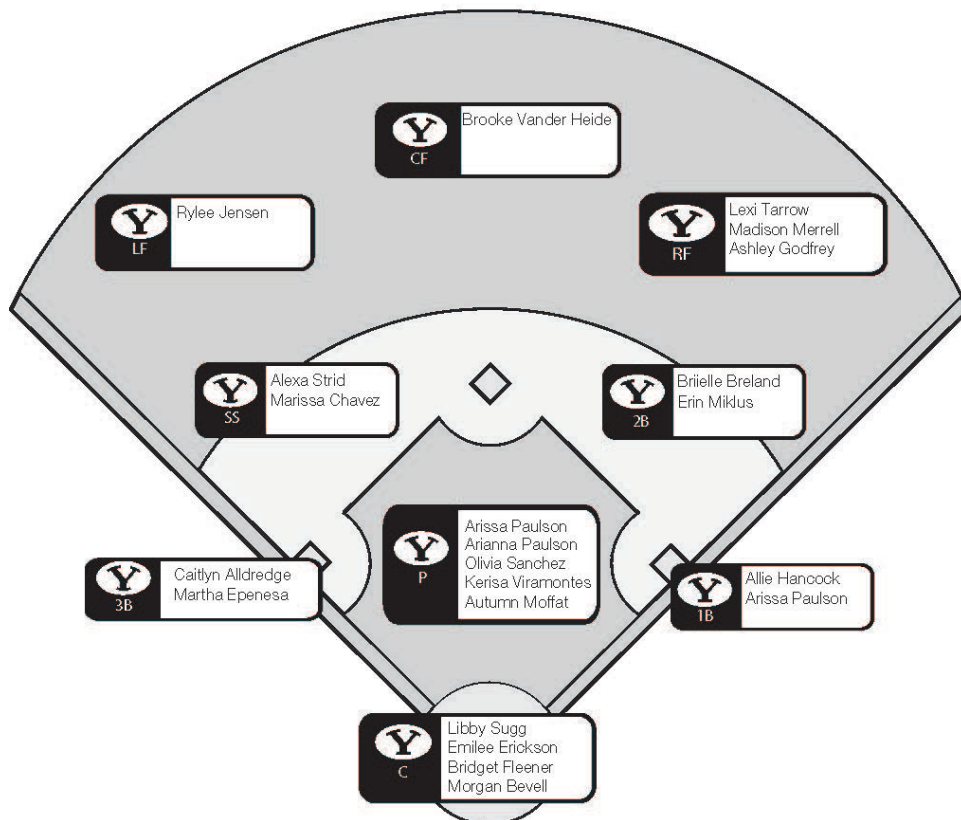 Y
CF
Brooke Vander Heide
Y
LF
Rylee Jensen
Y
RF
Lexi Tarrow
Madison Merrell
Ashley Godfrey
Y
SS
Alexa Strid
Marissa Chavez
Y
2B
Briielle Breland
Erin Miklus
Y
P
Arissa Paulson
Arianna Paulson
Olivia Sanchez
Kerisa Viramontes
Autumn Moffat
Y
3B
Caitlyn Alldredge
Martha Epenesa
Y
1B
Allie Hancock
Arissa Paulson
Y
C
Libby Sugg
Emilee Erickson
Bridget Fleener
Morgan Bevell